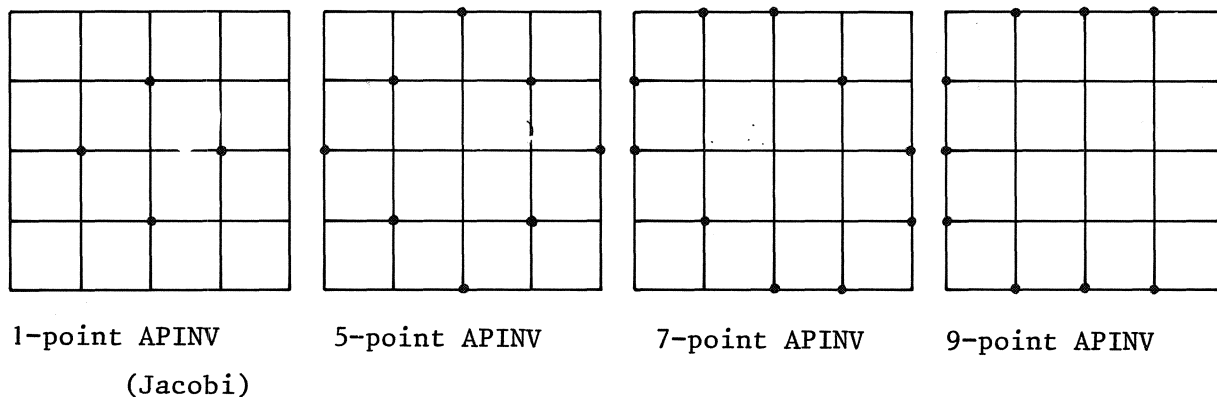 1-point APINV
(Jacobi)
5-point APINV
7-point APINV
9-point APINV